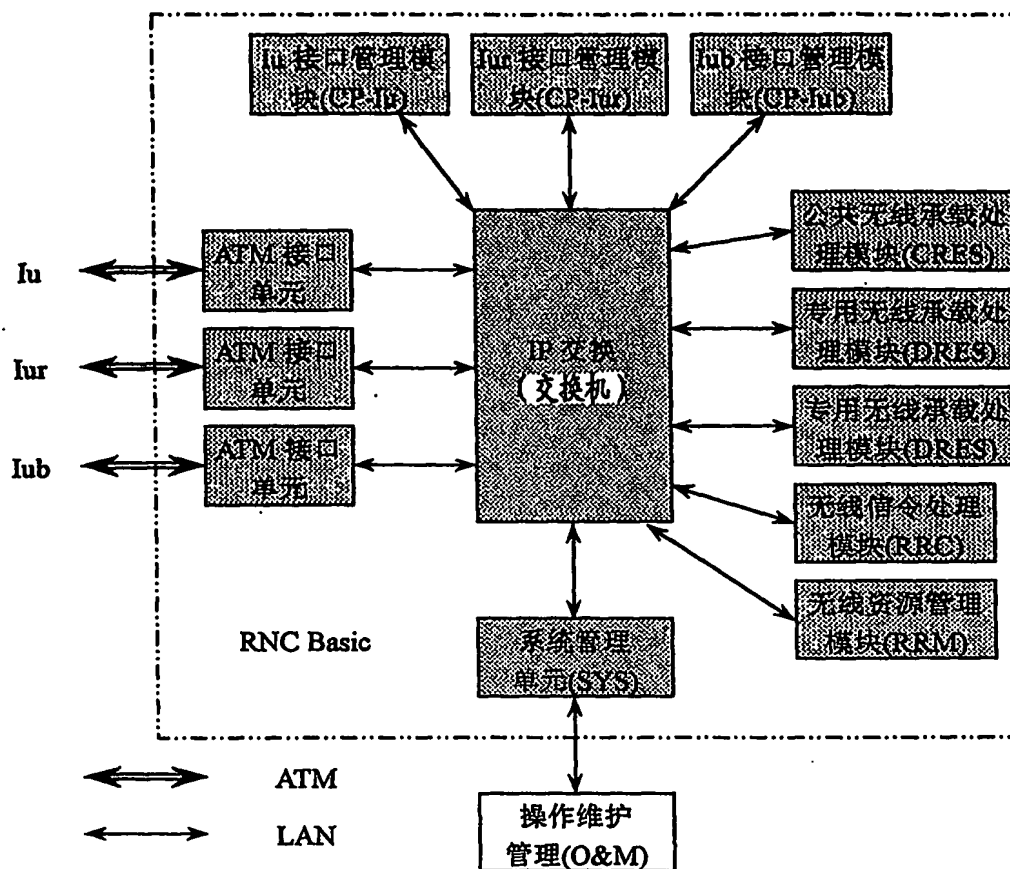 Iu 接口管理模
块(CP-Iu)
Iur 接口管理模
块(CP-Iur)
Iub 接口管理模
块(CP-Iub)
公共无线承载处
理模块(CRES)
Iu
ATM 接口
单元
专用无线承载处
理模块(DRES)
Iur
ATM 接口
单元
IP 交换
(交换机)
专用无线承载处
理模块(DRES)
Iub
ATM 接口
单元
无线信令处理
模块(RRC)
无线资源管理
模块(RRM)
RNC Basic
系统管理
单元(SYS)
ATM
LAN
操作维护
管理(O&M)